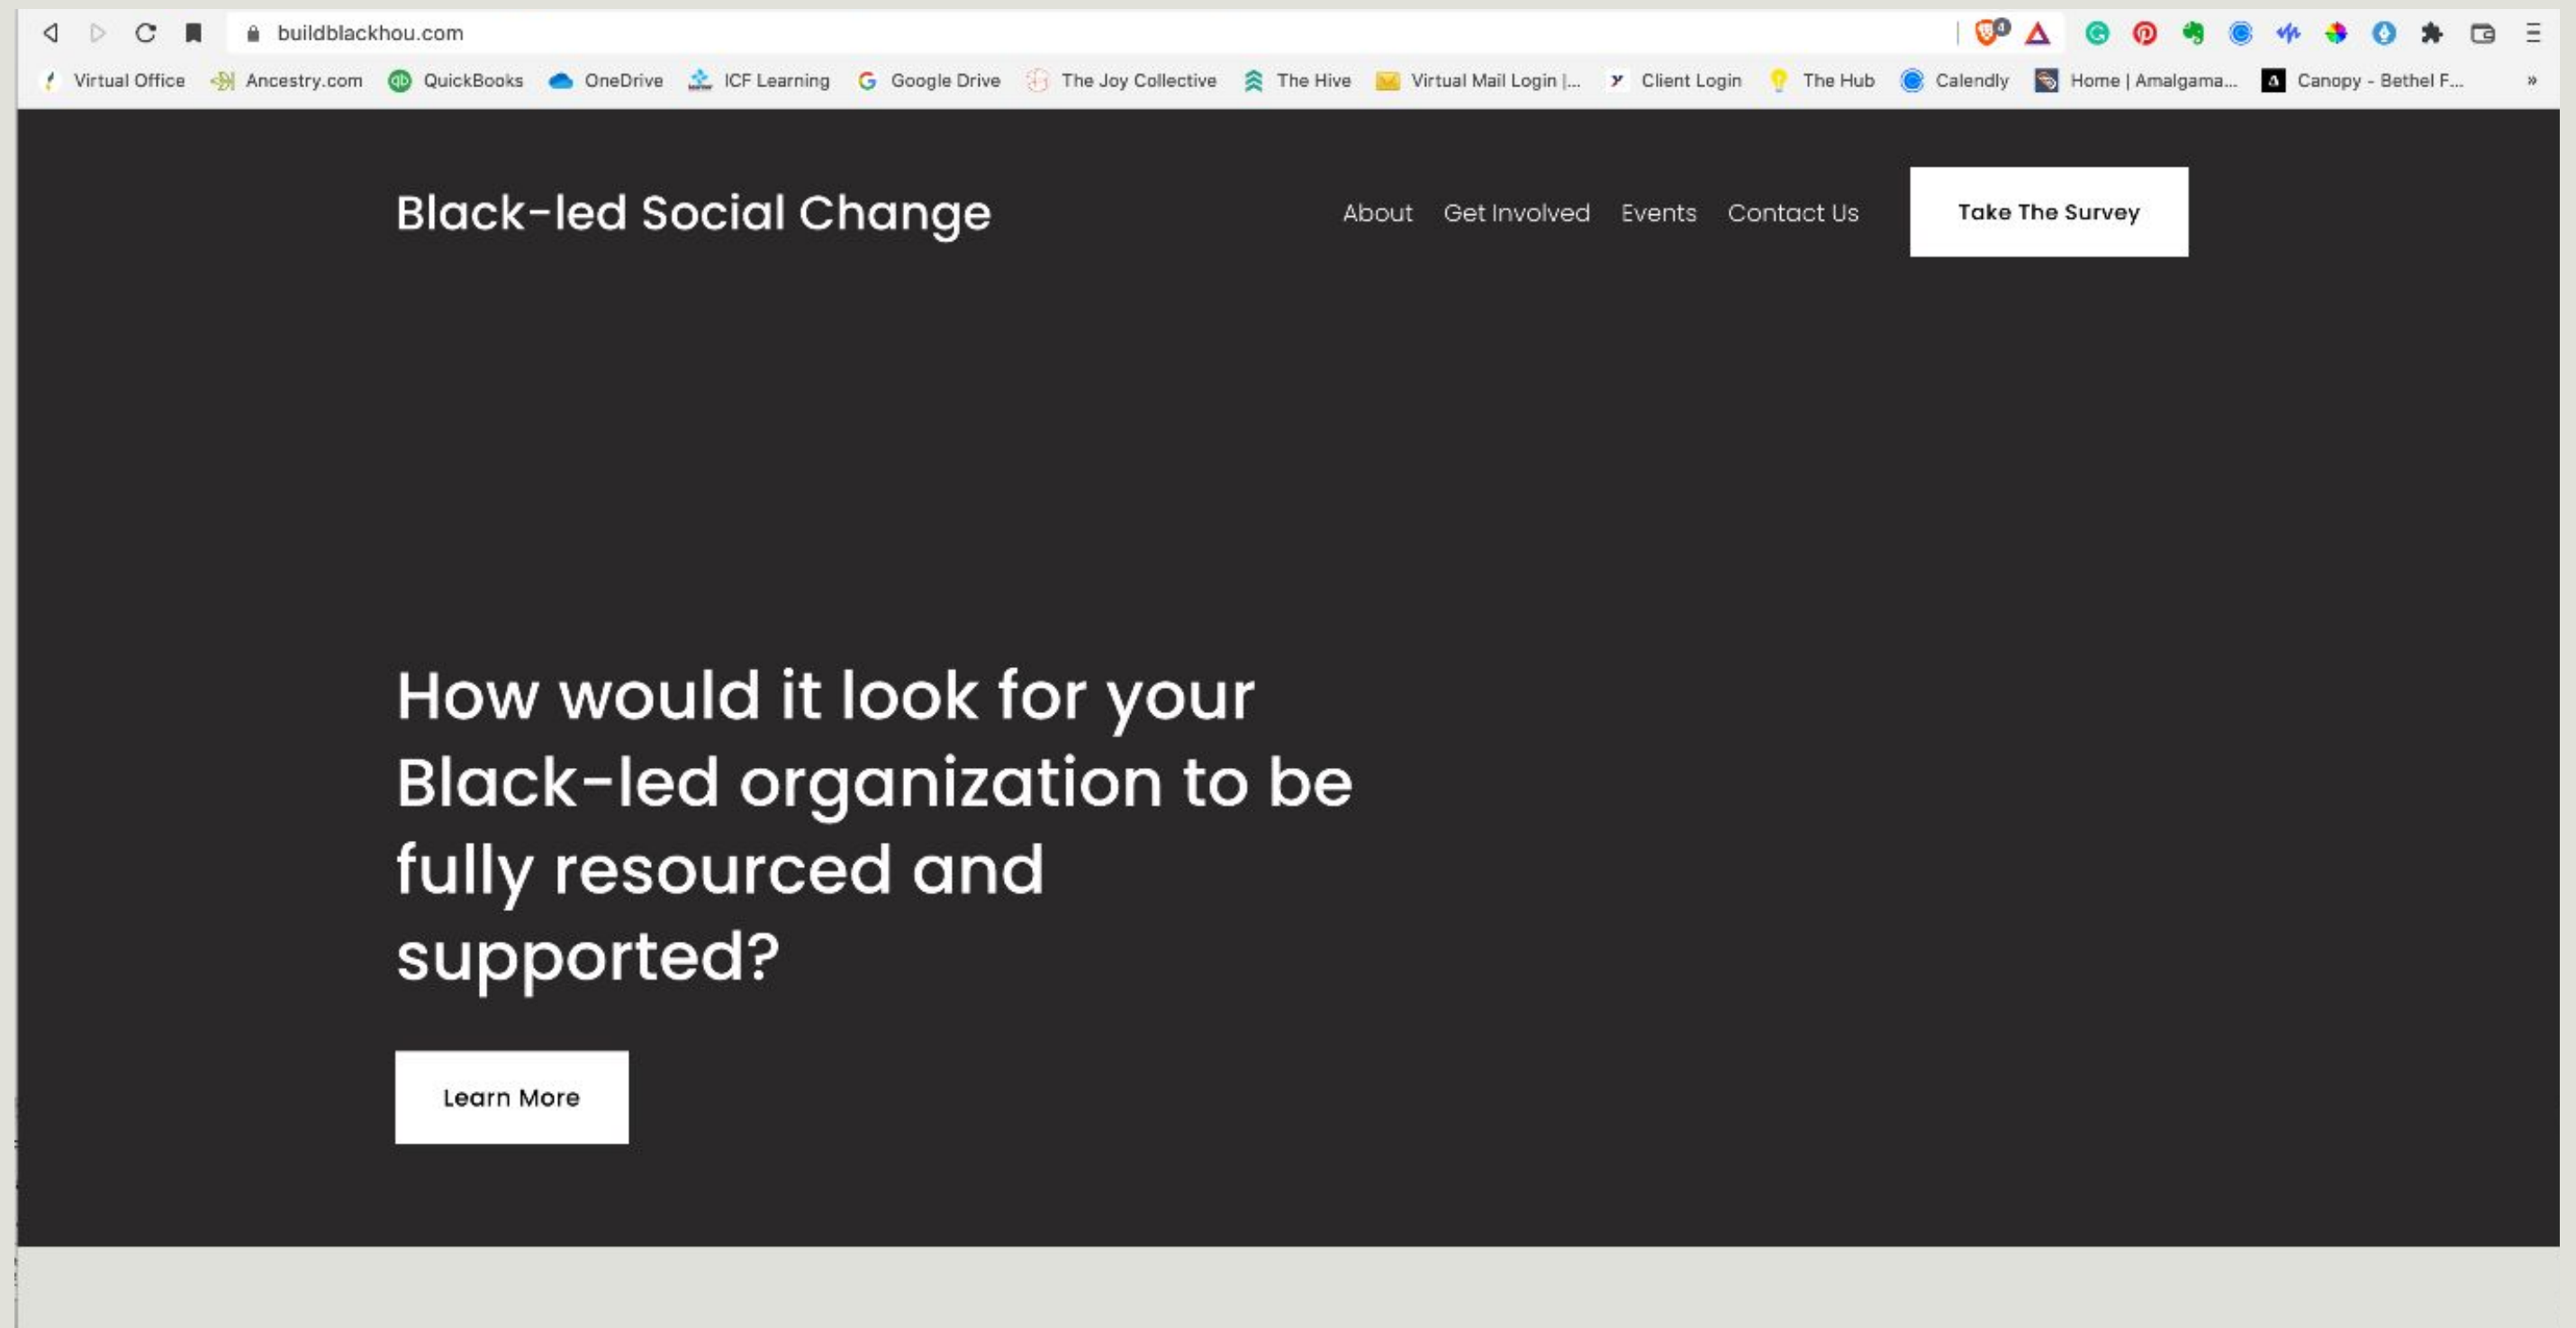 buildblackhou.com
4
Virtual Office Ancestry.com QuickBooks OneDrive ICF Learning Google Drive The Joy Collective The Hive Virtual Mail Login |... Client Login The Hub Calendly Home | Amalgama... Canopy - Bethel F... »
Black-led Social Change
About Get Involved Events Contact Us Take The Survey
How would it look for your
Black-led organization to be
fully resourced and
supported?
Learn More